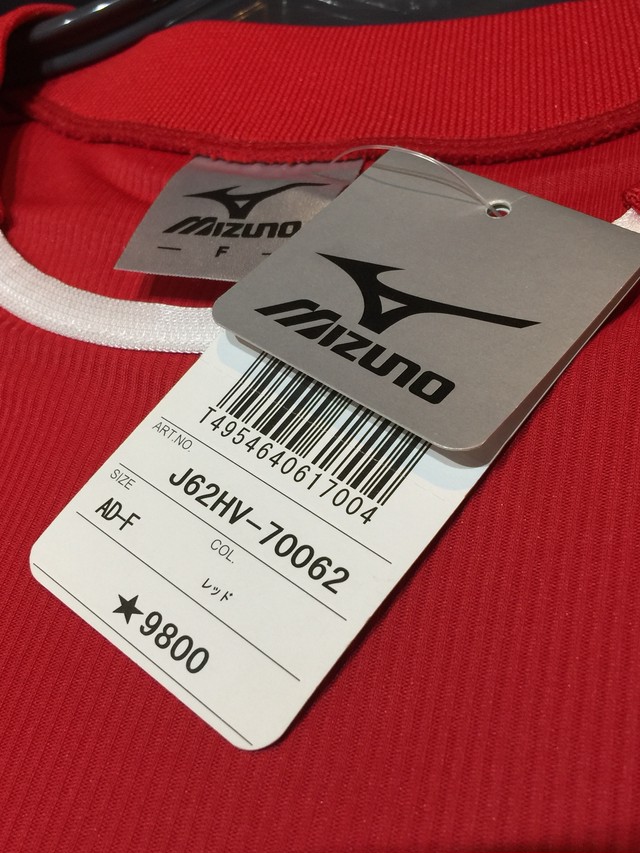 MIZUNO
F
MIZUNO
T4954640617004
ART.NO.
J62HV-70062
SIZE
AD-F
COL.
レッド
★9800